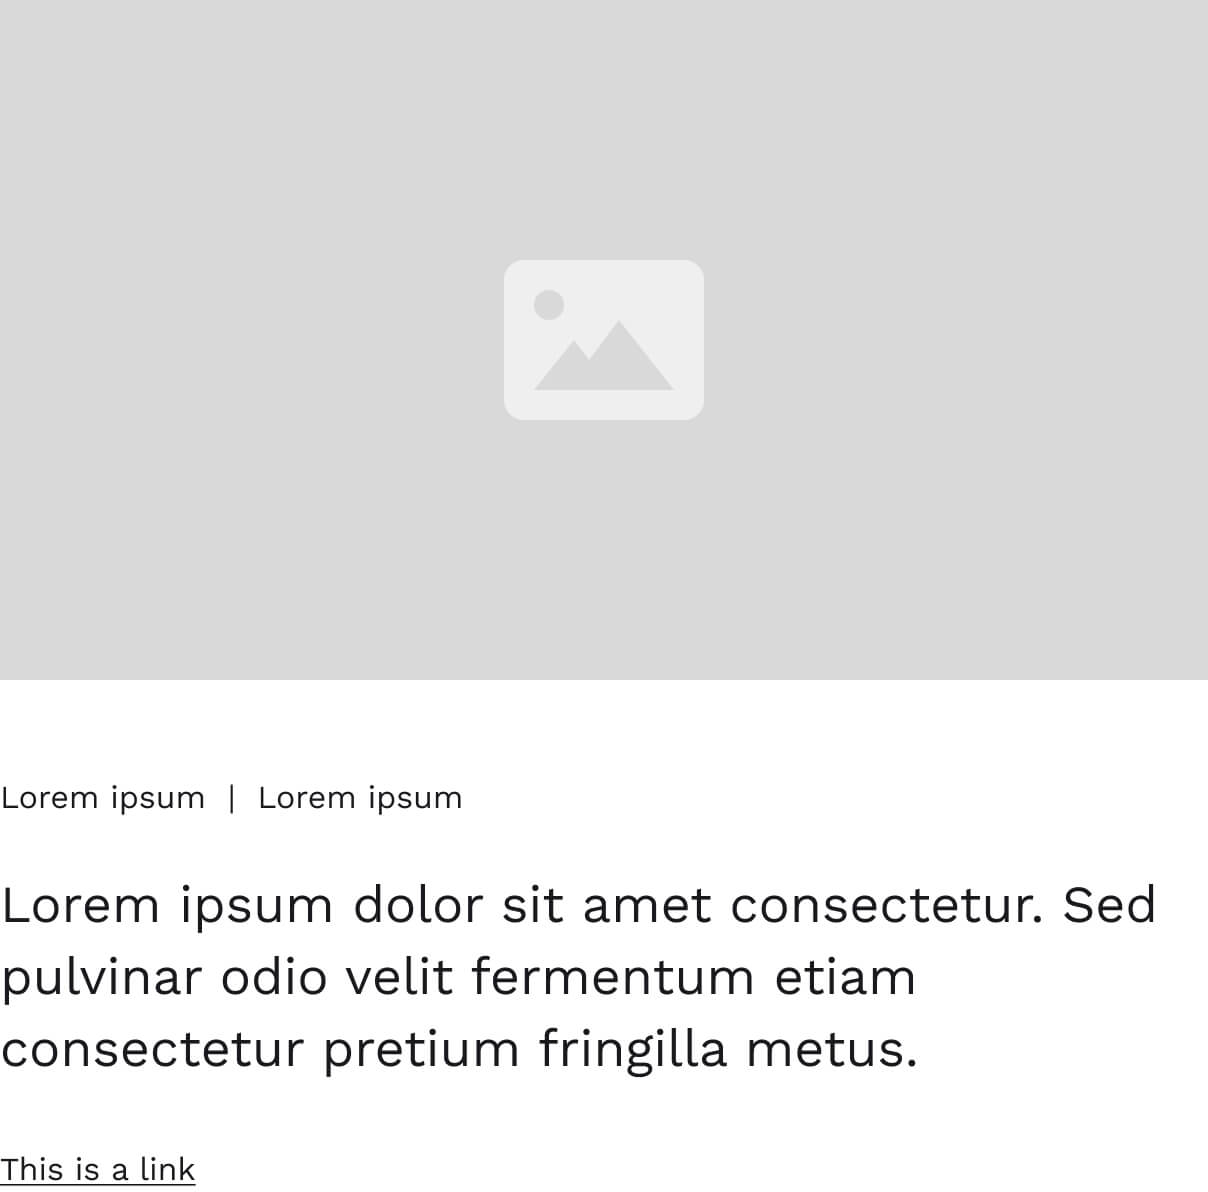 Lorem ipsum | Lorem ipsum
Lorem ipsum dolor sit amet consectetur. Sed
pulvinar odio velit fermentum etiam
consectetur pretium fringilla metus.
This is a link